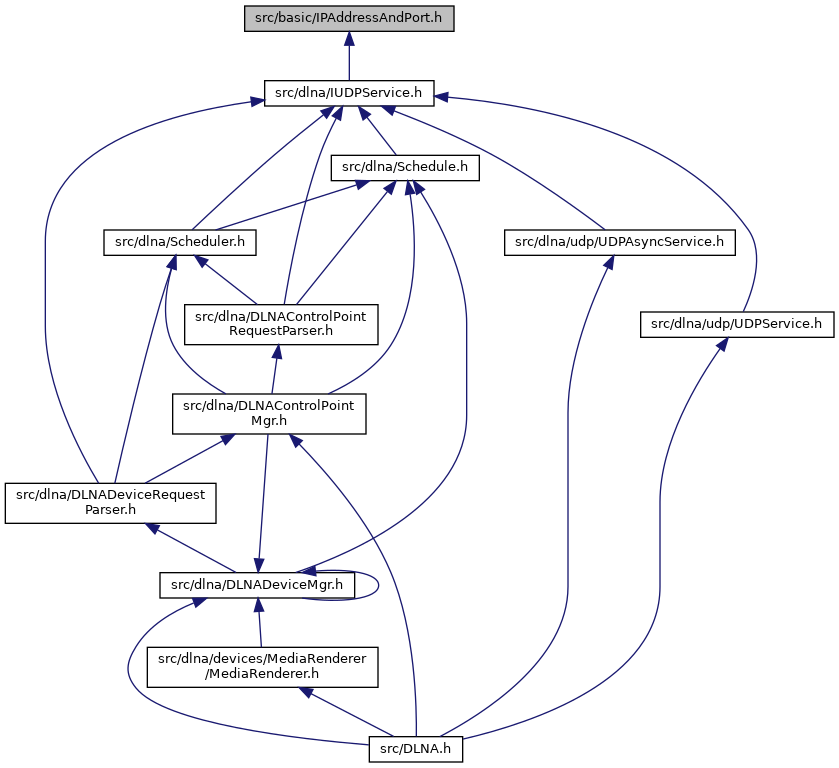 src/basic/IPAddressAndPort.h
src/dlna/IUDPService.h
src/dlna/Schedule.h
src/dlna/Scheduler.h
src/dlna/udp/UDPAsyncService.h
src/dlna/DLNAControlPoint
RequestParser.h
src/dlna/udp/UDPService.h
src/dlna/DLNAControlPoint
Mgr.h
src/dlna/DLNADeviceRequest
Parser.h
src/dlna/DLNADeviceMgr.h
src/dlna/devices/MediaRenderer
/MediaRenderer.h
src/DLNA.h